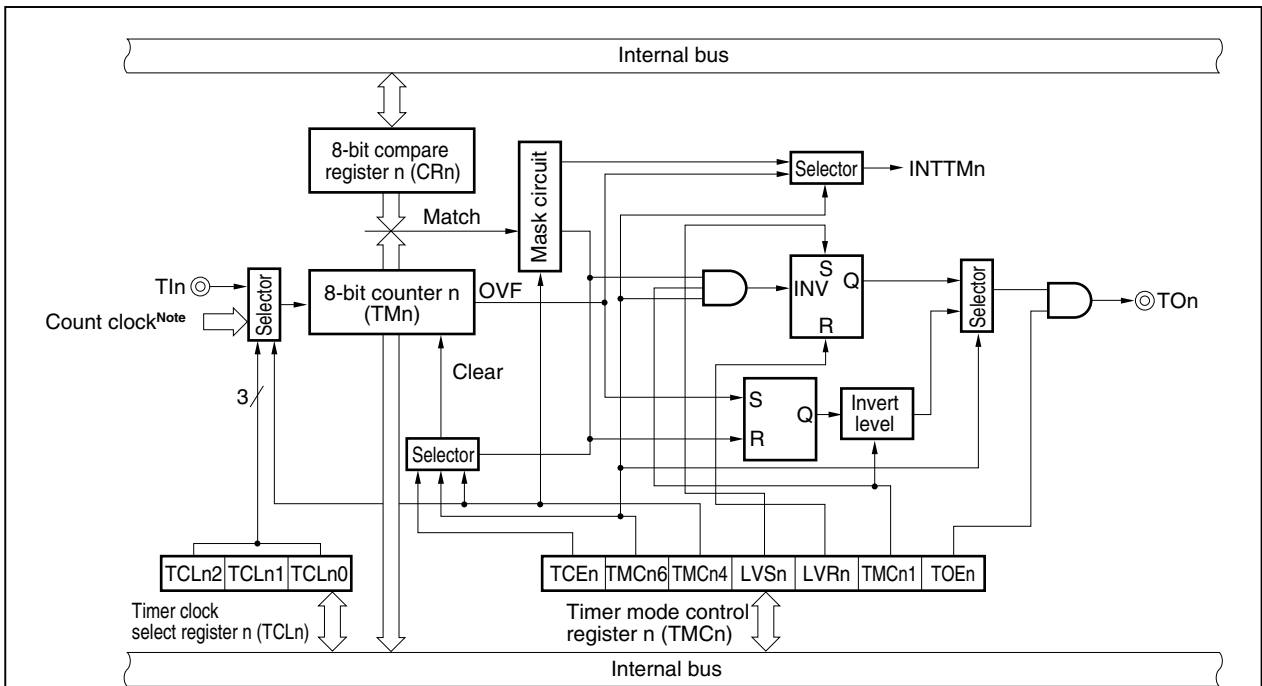 Internal bus
8-bit compare
register n (CRn)
Mask circuit
Selector
INTTMn
Match
TIn
Selector
8-bit counter n
(TMn)
OVF
S
INV
Q
R
Selector
TOn
Count clockNote
Clear
3
S
Q
R
Invert
level
Selector
TCLn2 TCLn1 TCLn0
TCEn TMCn6 TMCn4 LVSn LVRn TMCn1 TOEn
Timer clock
select register n (TCLn)
Timer mode control
register n (TMCn)
Internal bus